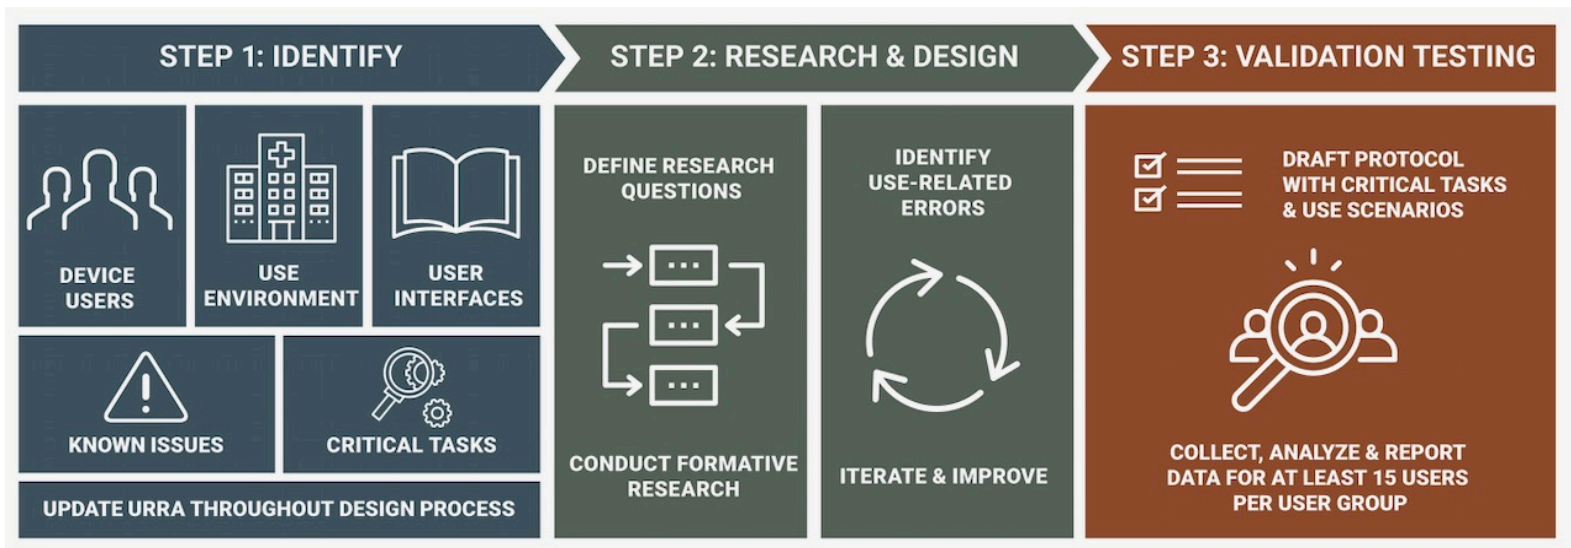 STEP 1: IDENTIFY
DEVICE
USERS
USE
ENVIRONMENT
USER
INTERFACES
KNOWN ISSUES
CRITICAL TASKS
UPDATE URRA THROUGHOUT DESIGN PROCESS
STEP 2: RESEARCH & DESIGN
DEFINE RESEARCH
QUESTIONS
CONDUCT FORMATIVE
RESEARCH
IDENTIFY
USE-RELATED
ERRORS
ITERATE & IMPROVE
STEP 3: VALIDATION TESTING
DRAFT PROTOCOL
WITH CRITICAL TASKS
& USE SCENARIOS
COLLECT, ANALYZE & REPORT
DATA FOR AT LEAST 15 USERS
PER USER GROUP